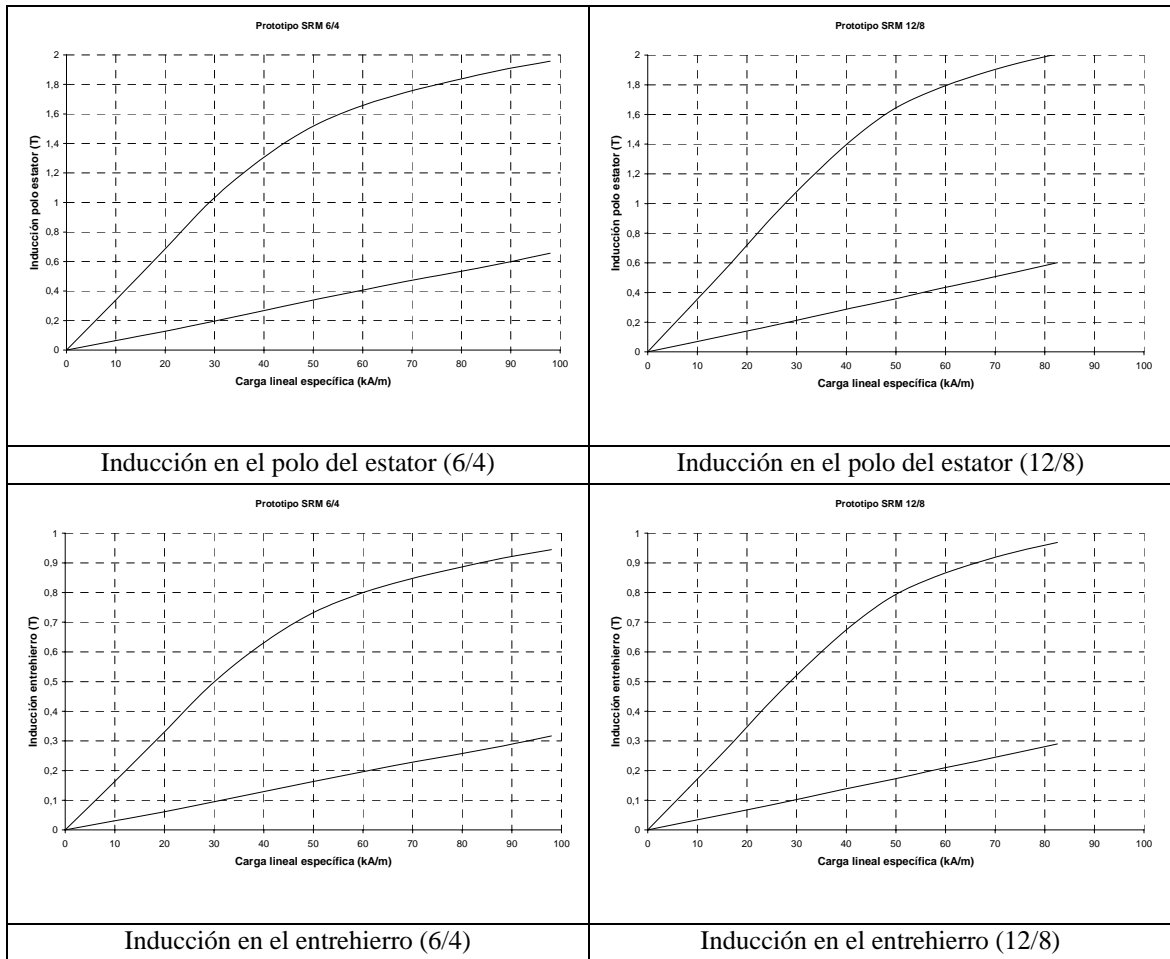 Prototipo SRM 6/4
Inducción polo estator (T)
2
1,8
1,6
1,4
1,2
1
0,8
0,6
0,4
0,2
0
0 10 20 30 40 50 60 70 80 90 100
Carga lineal específica (kA/m)
Prototipo SRM 12/8
Inducción polo estator (T)
2
1,8
1,6
1,4
1,2
1
0,8
0,6
0,4
0,2
0
0 10 20 30 40 50 60 70 80 90 100
Carga lineal específica (kA/m)
Inducción en el polo del estator (6/4)
Inducción en el polo del estator (12/8)
Prototipo SRM 6/4
Inducción entrehierro (T)
1
0,9
0,8
0,7
0,6
0,5
0,4
0,3
0,2
0,1
0
0 10 20 30 40 50 60 70 80 90 100
Carga lineal específica (kA/m)
Prototipo SRM 12/8
Inducción entrehierro (T)
1
0,9
0,8
0,7
0,6
0,5
0,4
0,3
0,2
0,1
0
0 10 20 30 40 50 60 70 80 90 100
Carga lineal específica (kA/m)
Inducción en el entrehierro (6/4)
Inducción en el entrehierro (12/8)